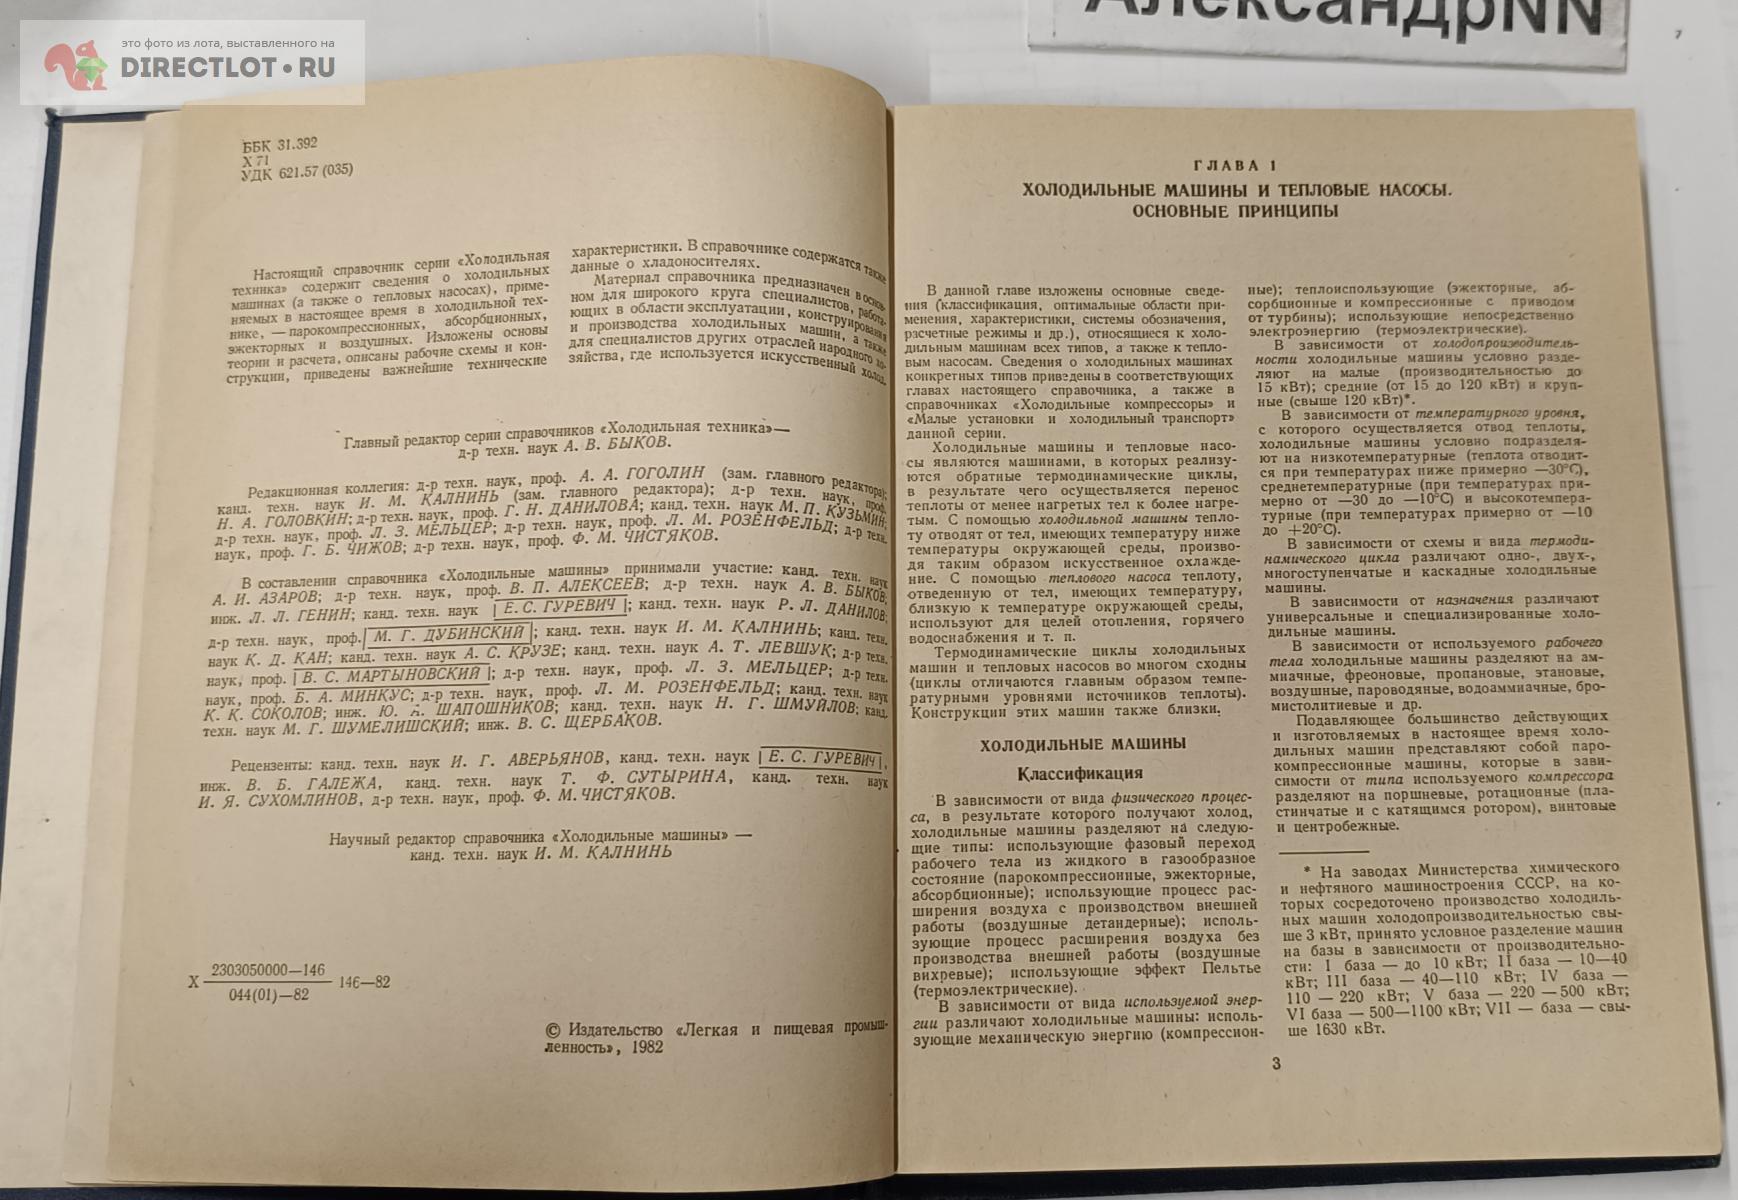 это фото из лота, выставленного на
DIRECTLOT•RU
АлександрNN
ББК 31.392
Х 71
УДК 621.57 (035)
Настоящий справочник серии «Холодильная
техника» содержит сведения о холодильных
машинах (а также о тепловых насосах), приме-
няемых в настоящее время в холодильной тех-
нике, — парокомпрессионных, абсорбционных,
эжекторных и воздушных. Изложены основы
теории и расчета, описаны рабочие схемы и кон-
струкции, приведены важнейшие технические
характеристики. В справочнике содержатся также
данные о хладоносителях.
Материал справочника предназначен в основ-
ном для широкого круга специалистов, работа-
ющих в области эксплуатации, конструирования
и производства холодильных машин, а также
для специалистов других отраслей народного хо-
зяйства, где используется искусственный холод.
Главный редактор серии справочников «Холодильная техника»—
д-р техн. наук А. В. БЫКОВ.
Редакционная коллегия: д-р техн. наук, проф. А. А. ГОГОЛИН (зам. главного редактора);
канд. техн. наук И. М. КАЛНИНЬ (зам. главного редактора); д-р техн. наук, проф.
Н. А. ГОЛОВКИН; д-р техн. наук, проф. Г. Н. ДАНИЛОВА; канд. техн. наук М. П. КУЗЬМИН;
д-р техн. наук, проф. Л. З. МЕЛЬЦЕР; д-р техн. наук, проф. Л. М. РОЗЕНФЕЛЬД; д-р техн.
наук, проф. Г. Б. ЧИЖОВ; д-р техн. наук, проф. Ф. М. ЧИСТЯКОВ.
В составлении справочника «Холодильные машины» принимали участие: канд. техн. наук
А. И. АЗАРОВ; д-р техн. наук, проф. В. П. АЛЕКСЕЕВ; д-р техн. наук А. В. БЫКОВ;
инж. Л. Л. ГЕНИН; канд. техн. наук |Е. С. ГУРЕВИЧ|; канд. техн. наук Р. Л. ДАНИЛОВ;
д-р техн. наук, проф.|М. Г. ДУБИНСКИЙ|; канд. техн. наук И. М. КАЛНИНЬ; канд. техн.
наук К. Д. КАН; канд. техн. наук А. С. КРУЗЕ; канд. техн. наук А. Т. ЛЕВШУК; д-р техн.
наук, проф. |В. С. МАРТЫНОВСКИЙ|; д-р техн. наук, проф. Л. З. МЕЛЬЦЕР; д-р техн.
наук, проф. Б. А. МИНКУС; д-р техн. наук, проф. Л. М. РОЗЕНФЕЛЬД; канд. техн. наук
К. К. СОКОЛОВ; инж. Ю. А. ШАПОШНИКОВ; канд. техн. наук Н. Г. ШМУЙЛОВ; канд.
техн. наук М. Г. ШУМЕЛИШСКИЙ; инж. В. С. ЩЕРБАКОВ.
Рецензенты: канд. техн. наук И. Г. АВЕРЬЯНОВ, канд. техн. наук |Е. С. ГУРЕВИЧ|,
инж. В. Б. ГАЛЕЖА, канд. техн. наук Т. Ф. СУТЫРИНА, канд. техн. наук
И. Я. СУХОМЛИНОВ, д-р техн. наук, проф. Ф. М. ЧИСТЯКОВ.
Научный редактор справочника «Холодильные машины» —
канд. техн. наук И. М. КАЛНИНЬ
2303050000—146
Х 146—82
044(01)—82
© Издательство «Легкая и пищевая промыш-
ленность», 1982
ГЛАВА 1
ХОЛОДИЛЬНЫЕ МАШИНЫ И ТЕПЛОВЫЕ НАСОСЫ.
ОСНОВНЫЕ ПРИНЦИПЫ
В данной главе изложены основные сведе-
ния (классификация, оптимальные области при-
менения, характеристики, системы обозначения,
расчетные режимы и др.), относящиеся к холо-
дильным машинам всех типов, а также к тепло-
вым насосам. Сведения о холодильных машинах
конкретных типов приведены в соответствующих
главах настоящего справочника, а также в
справочниках «Холодильные компрессоры» и
«Малые установки и холодильный транспорт»
данной серии.
Холодильные машины и тепловые насо-
сы являются машинами, в которых реализу-
ются обратные термодинамические циклы,
в результате чего осуществляется перенос
теплоты от менее нагретых тел к более нагре-
тым. С помощью холодильной машины тепло-
ту отводят от тел, имеющих температуру ниже
температуры окружающей среды, произво-
дя таким образом искусственное охлажде-
ние. С помощью теплового насоса теплоту,
отведенную от тел, имеющих температуру,
близкую к температуре окружающей среды,
используют для целей отопления, горячего
водоснабжения и т. п.
Термодинамические циклы холодильных
машин и тепловых насосов во многом сходны
(циклы отличаются главным образом темпе-
ратурными уровнями источников теплоты).
Конструкции этих машин также близки.
ХОЛОДИЛЬНЫЕ МАШИНЫ
Классификация
В зависимости от вида физического процес-
са, в результате которого получают холод,
холодильные машины разделяют на следую-
щие типы: использующие фазовый переход
рабочего тела из жидкого в газообразное
состояние (парокомпрессионные, эжекторные,
абсорбционные); использующие процесс рас-
ширения воздуха с производством внешней
работы (воздушные детандерные); исполь-
зующие процесс расширения воздуха без
производства внешней работы (воздушные
вихревые); использующие эффект Пельтье
(термоэлектрические).
В зависимости от вида используемой энер-
гии различают холодильные машины: исполь-
зующие механическую энергию (компрессион-
ные); теплоиспользующие (эжекторные, аб-
сорбционные и компрессионные с приводом
от турбины); использующие непосредственно
электроэнергию (термоэлектрические).
В зависимости от холодопроизводитель-
ности холодильные машины условно разде-
ляют на малые (производительностью до
15 кВт); средние (от 15 до 120 кВт) и круп-
ные (свыше 120 кВт)*.
В зависимости от температурного уровня,
с которого осуществляется отвод теплоты,
холодильные машины условно подразделя-
ют на низкотемпературные (теплота отводит-
ся при температурах ниже примерно —30°С),
среднетемпературные (при температурах при-
мерно от —30 до —10°С) и высокотемпера-
турные (при температурах примерно от —10
до +20°С).
В зависимости от схемы и вида термоди-
намического цикла различают одно-, двух-,
многоступенчатые и каскадные холодильные
машины.
В зависимости от назначения различают
универсальные и специализированные холо-
дильные машины.
В зависимости от используемого рабочего
тела холодильные машины разделяют на ам-
миачные, фреоновые, пропановые, этановые,
воздушные, пароводяные, водоаммиачные, бро-
мистолитиевые и др.
Подавляющее большинство действующих
и изготовляемых в настоящее время холо-
дильных машин представляют собой паро-
компрессионные машины, которые в зави-
симости от типа используемого компрессора
разделяют на поршневые, ротационные (пла-
стинчатые и с катящимся ротором), винтовые
и центробежные.
* На заводах Министерства химического
и нефтяного машиностроения СССР, на ко-
торых сосредоточено производство холодиль-
ных машин холодопроизводительностью свы-
ше 3 кВт, принято условное разделение машин
на базы в зависимости от производительно-
сти: I база — до 10 кВт; II база — 10—40
кВт; III база — 40—110 кВт; IV база —
110 — 220 кВт; V база — 220 — 500 кВт;
VI база — 500—1100 кВт; VII — база — свы-
ше 1630 кВт.
3